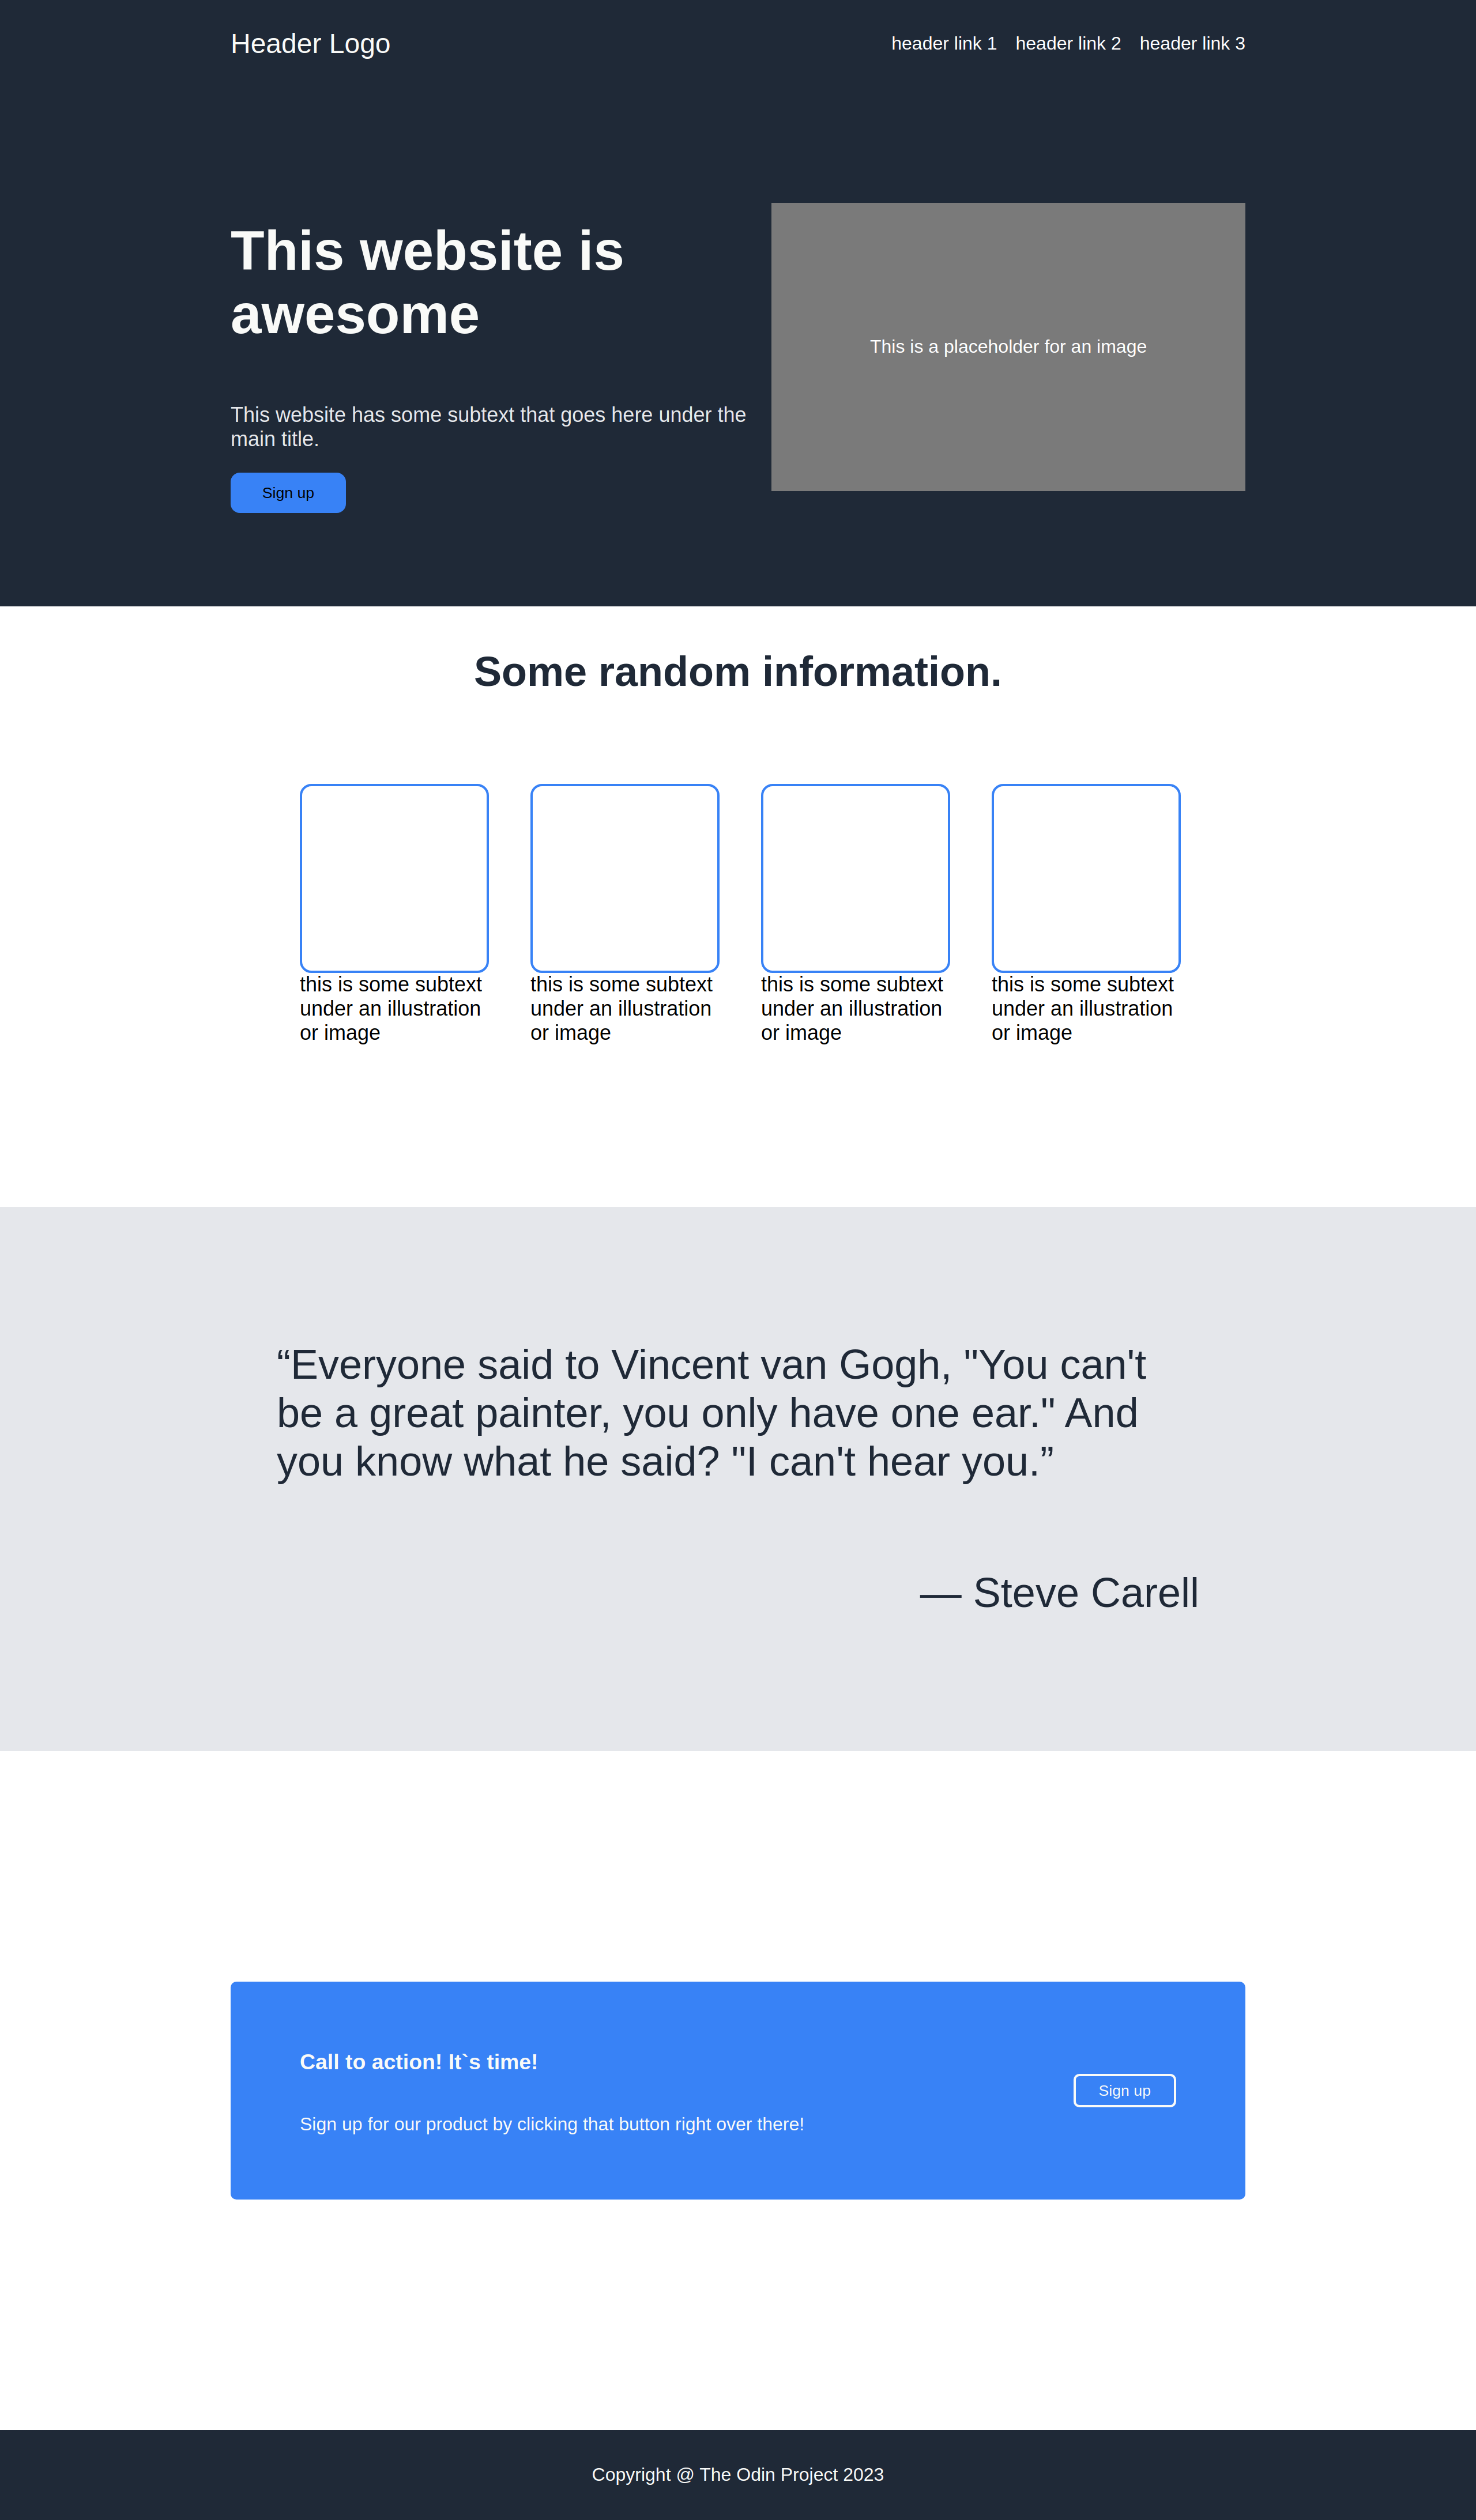 Header Logo
header link 1 header link 2 header link 3
This website is
awesome
This is a placeholder for an image
This website has some subtext that goes here under the
main title.
Sign up
Some random information.
this is some subtext
under an illustration
or image
this is some subtext
under an illustration
or image
this is some subtext
under an illustration
or image
this is some subtext
under an illustration
or image
“Everyone said to Vincent van Gogh, "You can't
be a great painter, you only have one ear." And
you know what he said? "I can't hear you.”
— Steve Carell
Call to action! It`s time!
Sign up for our product by clicking that button right over there!
Sign up
Copyright @ The Odin Project 2023